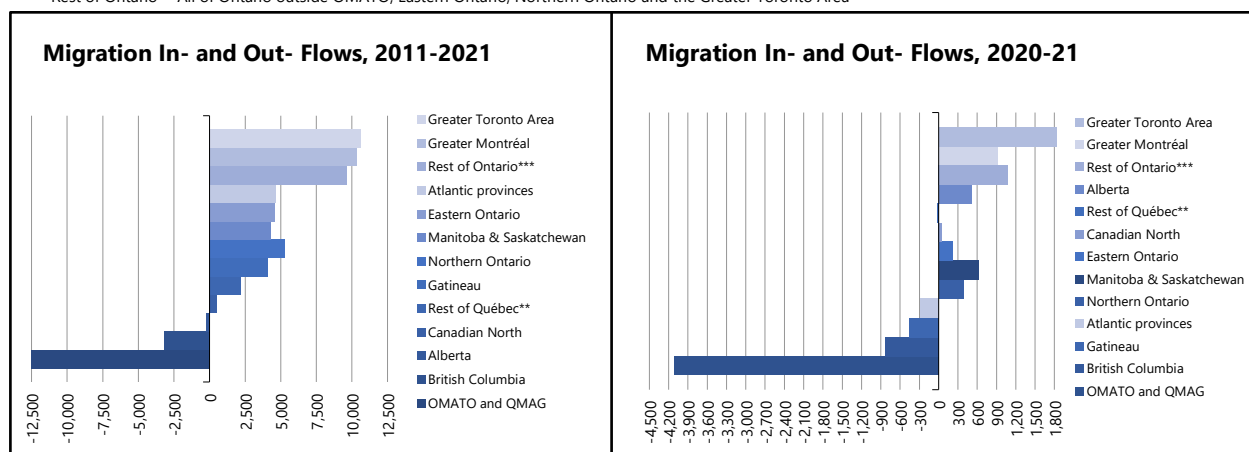 Migration In- and Out- Flows, 2011-2021
Greater Toronto Area
Greater Montréal
Rest of Ontario***
Atlantic provinces
Eastern Ontario
Manitoba & Saskatchewan
Northern Ontario
Gatineau
Rest of Québec**
Canadian North
Alberta
British Columbia
OMATO and QMAG
-12,500
-10,000
-7,500
-5,000
-2,500
0
2,500
5,000
7,500
10,000
12,500
Migration In- and Out- Flows, 2020-21
Greater Toronto Area
Greater Montréal
Rest of Ontario***
Alberta
Rest of Québec**
Canadian North
Eastern Ontario
Manitoba & Saskatchewan
Northern Ontario
Atlantic provinces
Gatineau
British Columbia
OMATO and QMAG
-4,500
-4,200
-3,900
-3,600
-3,300
-3,000
-2,700
-2,400
-2,100
-1,800
-1,500
-1,200
-900
-600
-300
0
300
600
900
1,200
1,500
1,800